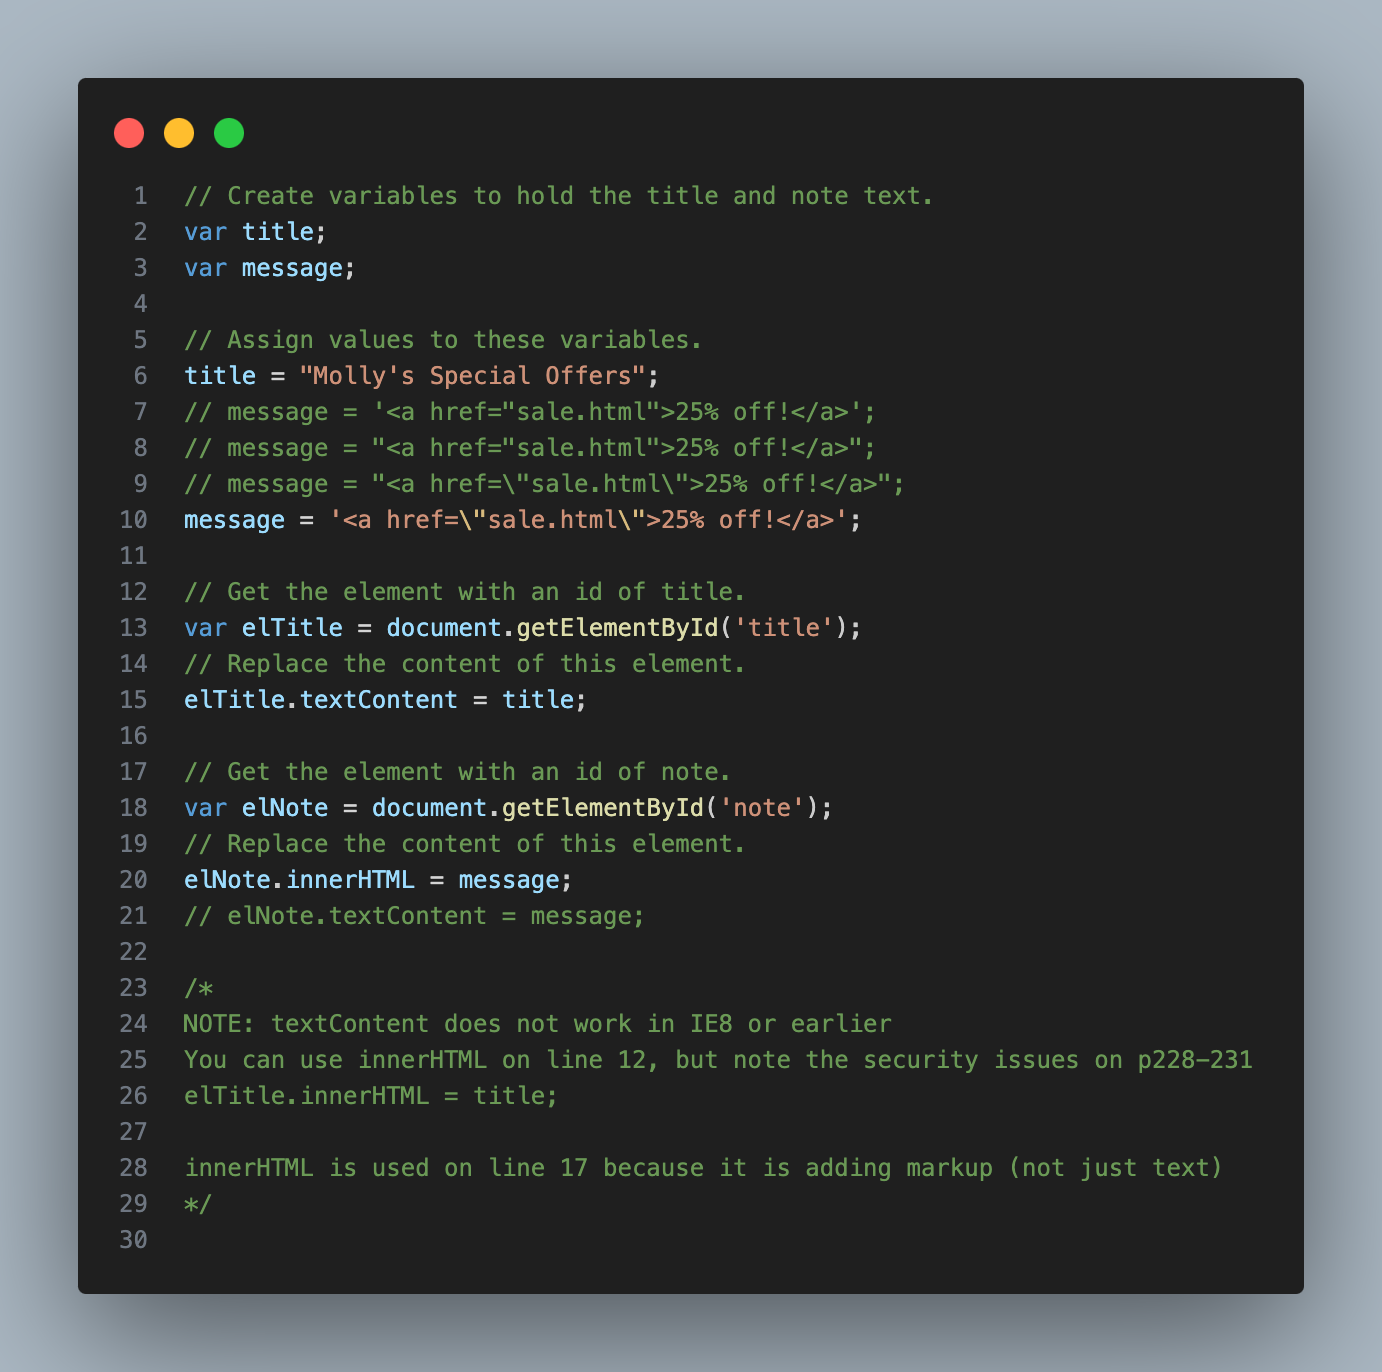 1 // Create variables to hold the title and note text.
2 var title;
3 var message;
4
5 // Assign values to these variables.
6 title = "Molly's Special Offers";
7 // message = '<a href="sale.html">25% off!</a>';
8 // message = "<a href="sale.html">25% off!</a>";
9 // message = "<a href=\"sale.html\">25% off!</a>";
10 message = '<a href=\"sale.html\">25% off!</a>';
11
12 // Get the element with an id of title.
13 var elTitle = document.getElementById('title');
14 // Replace the content of this element.
15 elTitle.textContent = title;
16
17 // Get the element with an id of note.
18 var elNote = document.getElementById('note');
19 // Replace the content of this element.
20 elNote.innerHTML = message;
21 // elNote.textContent = message;
22
23 /*
24 NOTE: textContent does not work in IE8 or earlier
25 You can use innerHTML on line 12, but note the security issues on p228-231
26 elTitle.innerHTML = title;
27
28 innerHTML is used on line 17 because it is adding markup (not just text)
29 */
30